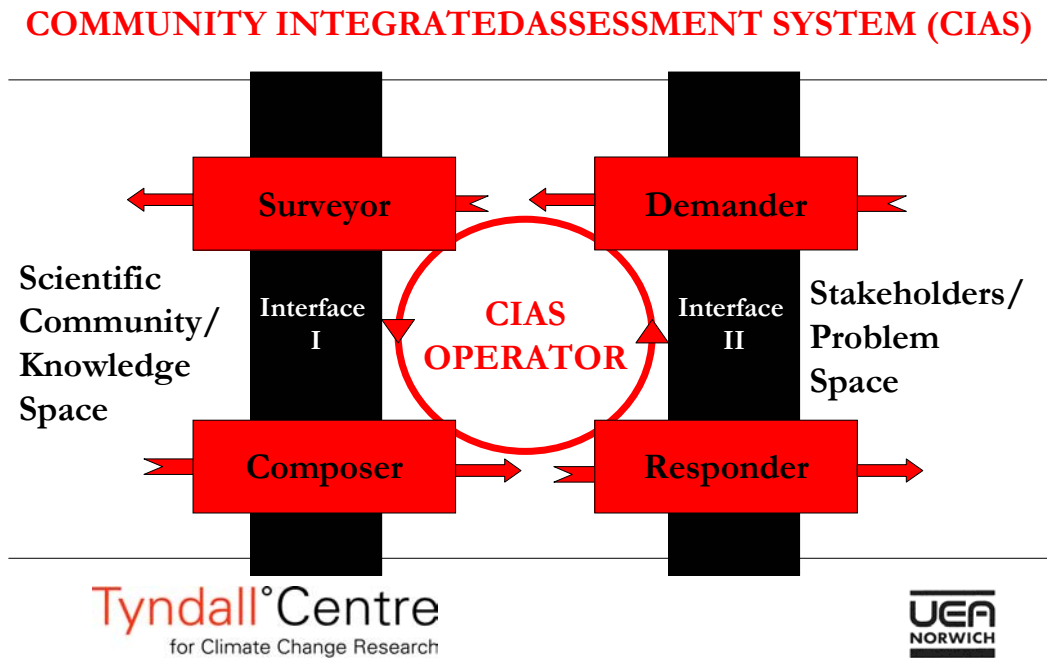 COMMUNITY INTEGRATEDASSESSMENT SYSTEM (CIAS)
Surveyor
Demander
Scientific
Community/
Knowledge
Space
Interface
I
CIAS
OPERATOR
Interface
II
Stakeholders/
Problem
Space
Composer
Responder
Tyndall°Centre
for Climate Change Research
UEA
NORWICH